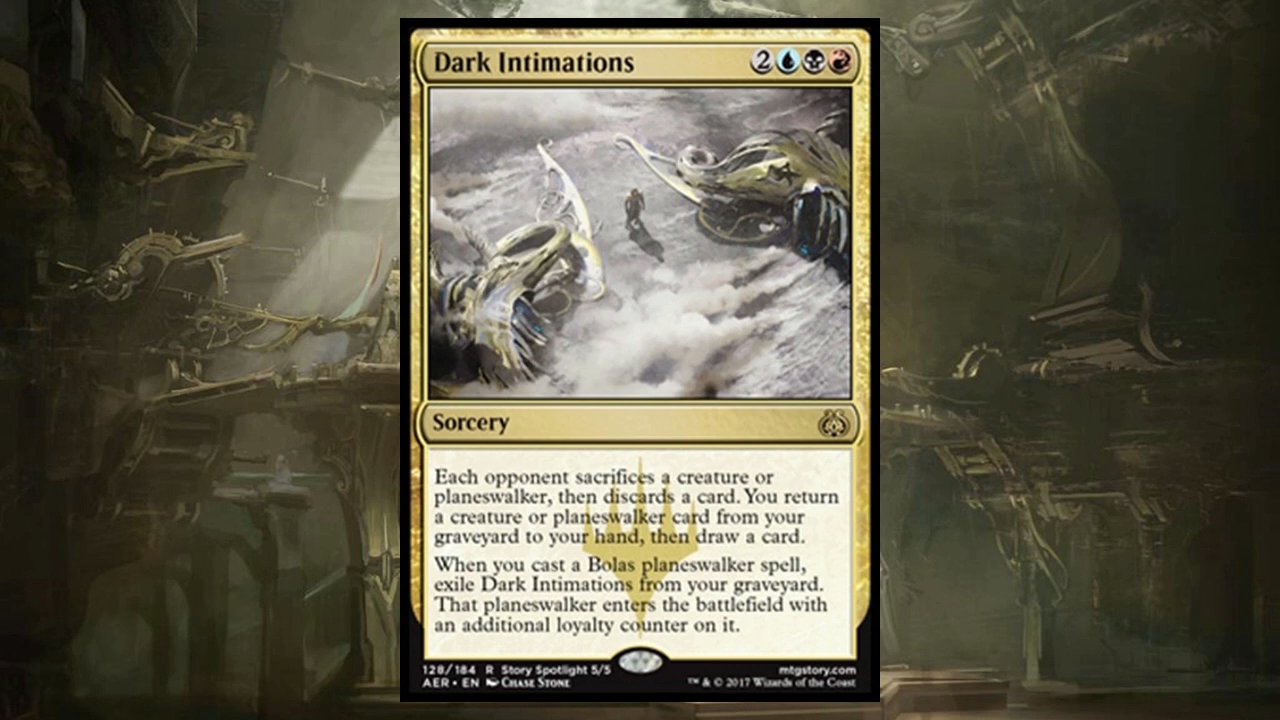 Dark Intimations 2
Sorcery
Each opponent sacrifices a creature or
planeswalker, then discards a card. You return
a creature or planeswalker card from your
graveyard to your hand, then draw a card.
When you cast a Bolas planeswalker spell,
exile Dark Intimations from your graveyard.
That planeswalker enters the battlefield with
an additional loyalty counter on it.
128/184 R Story Spotlight 5/5 mtgstory.com
AER • EN Chase Stone ™ & © 2017 Wizards of the Coast